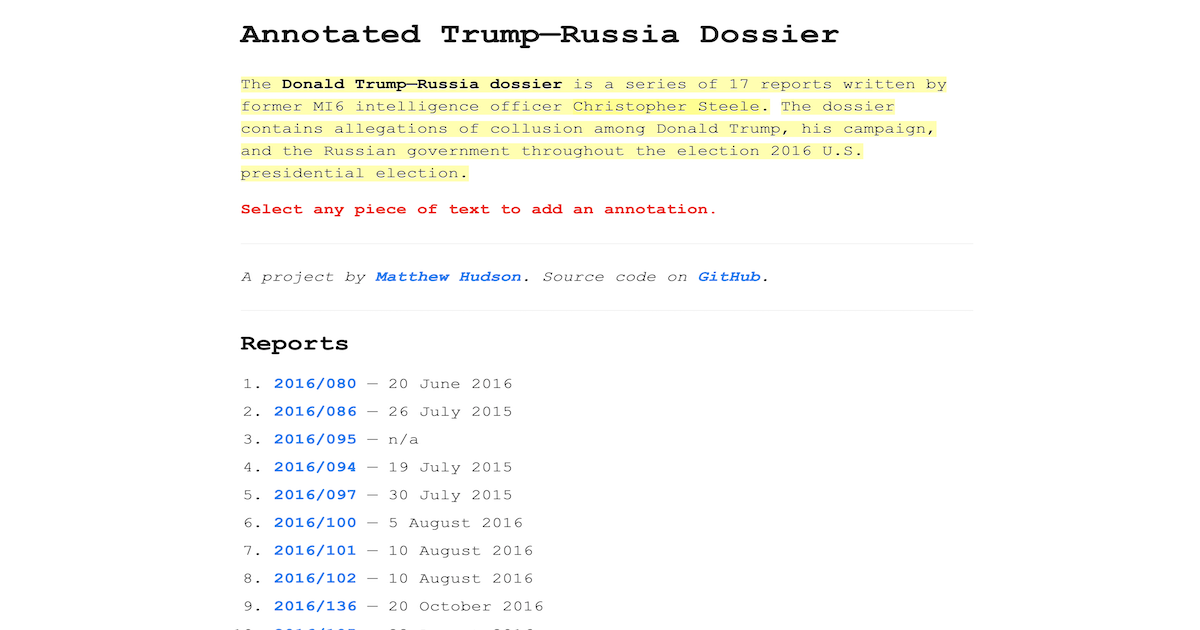 Annotated Trump—Russia Dossier
The Donald Trump—Russia dossier is a series of 17 reports written by
former MI6 intelligence officer Christopher Steele. The dossier
contains allegations of collusion among Donald Trump, his campaign,
and the Russian government throughout the election 2016 U.S.
presidential election.
Select any piece of text to add an annotation.
A project by Matthew Hudson. Source code on GitHub.
Reports
1. 2016/080 — 20 June 2016
2. 2016/086 — 26 July 2015
3. 2016/095 — n/a
4. 2016/094 — 19 July 2015
5. 2016/097 — 30 July 2015
6. 2016/100 — 5 August 2016
7. 2016/101 — 10 August 2016
8. 2016/102 — 10 August 2016
9. 2016/136 — 20 October 2016